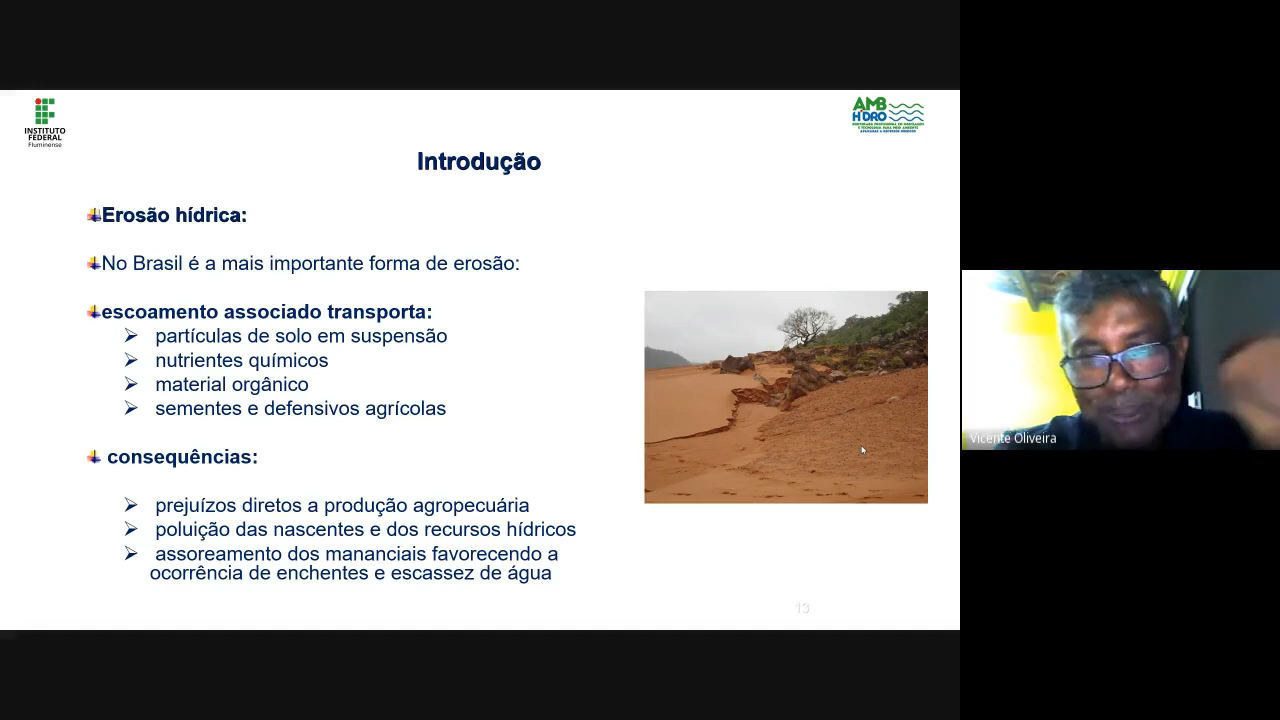 INSTITUTO
FEDERAL
Fluminense
AMB
HIDRO
Introdução
Erosão hídrica:
No Brasil é a mais importante forma de erosão:
escoamento associado transporta:
partículas de solo em suspensão
nutrientes químicos
material orgânico
sementes e defensivos agrícolas
consequências:
prejuízos diretos a produção agropecuária
poluição das nascentes e dos recursos hídricos
assoreamento dos mananciais favorecendo a
ocorrência de enchentes e escassez de água
13
Vicente Oliveira